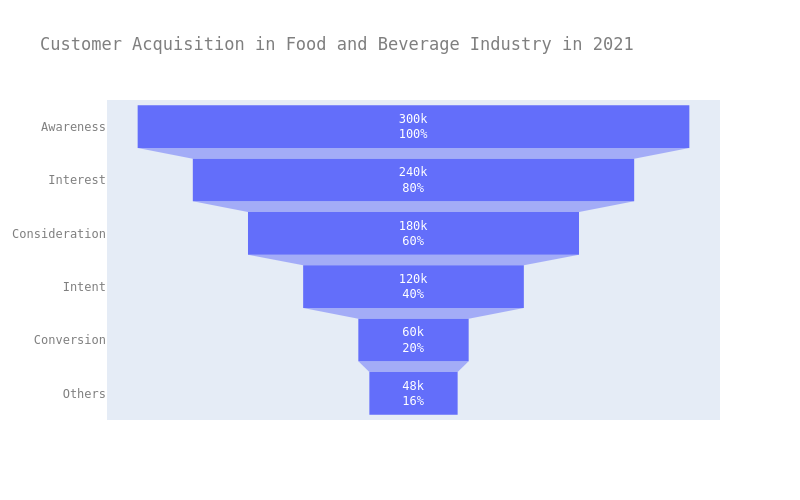 Customer Acquisition in Food and Beverage Industry in 2021
Awareness
300k
100%
Interest
240k
80%
Consideration
180k
60%
Intent
120k
40%
Conversion
60k
20%
Others
48k
16%